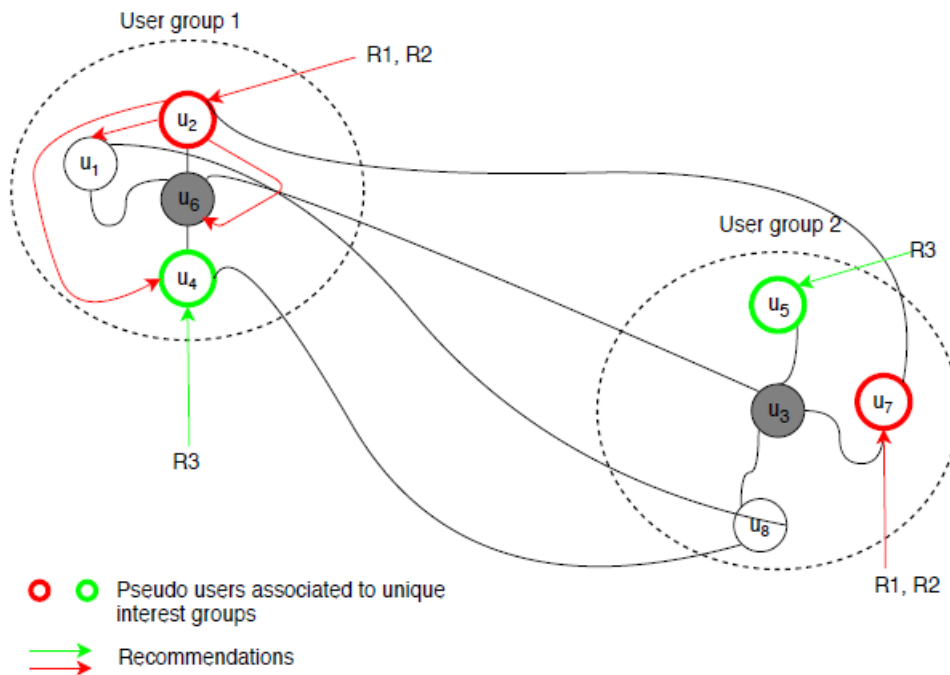 User group 1
R1, R2
u2
u1
u6
u4
R3
User group 2
R3
u5
u3
u7
u8
R1, R2
Pseudo users associated to unique
interest groups
Recommendations